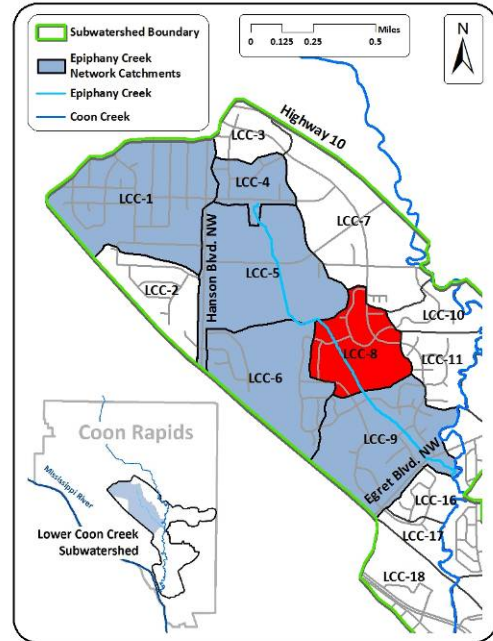 Subwatershed Boundary
Epiphany Creek
Network Catchments
Epiphany Creek
Coon Creek
Miles
0 0.125 0.25 0.5
N
Highway 10
LCC-3
LCC-4
LCC-1
LCC-7
Hanson Blvd. NW
LCC-5
LCC-2
LCC-10
LCC-8
LCC-11
LCC-6
LCC-9
Egret Blvd. NW
LCC-16
LCC-17
LCC-18
Coon Rapids
Mississippi River
Lower Coon Creek
Subwatershed